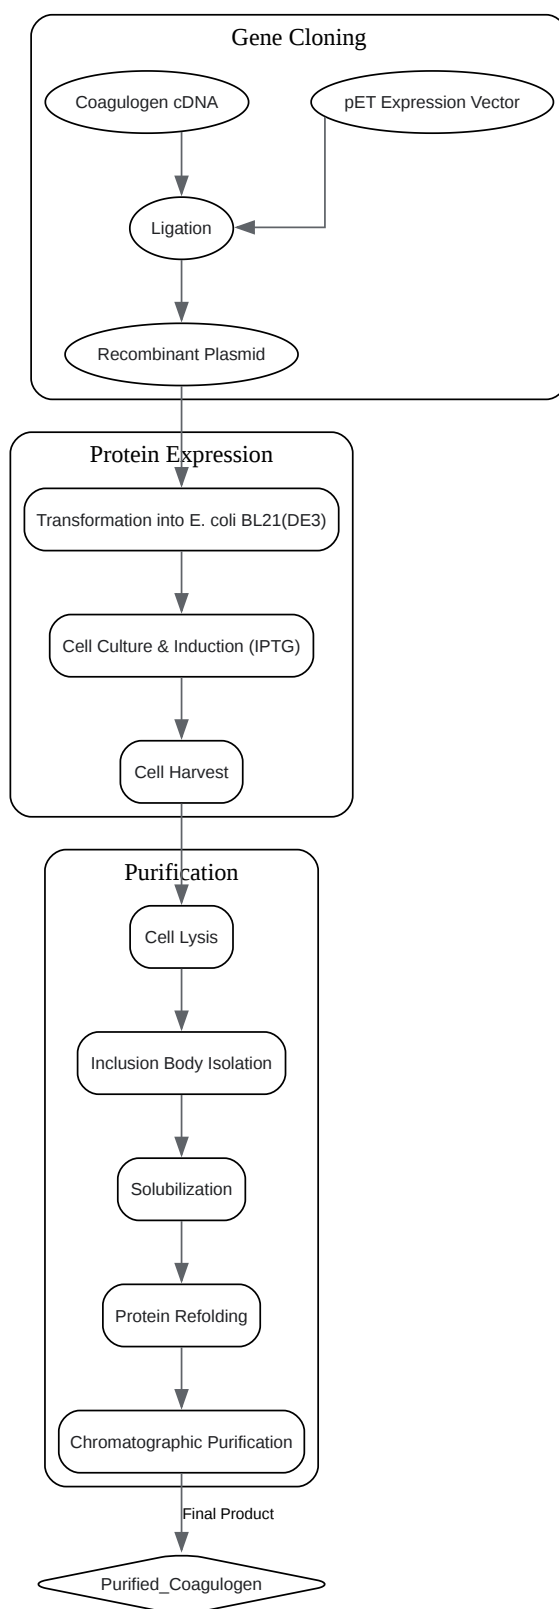 Gene Cloning
Coagulogen cDNA
pET Expression Vector
Ligation
Recombinant Plasmid
Protein Expression
Transformation into E. coli BL21(DE3)
Cell Culture & Induction (IPTG)
Cell Harvest
Purification
Cell Lysis
Inclusion Body Isolation
Solubilization
Protein Refolding
Chromatographic Purification
Final Product
Purified_Coagulogen